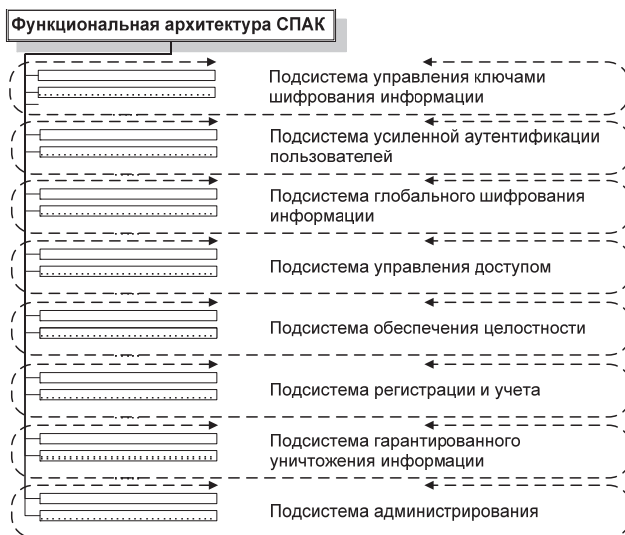 Функциональная архитектура СПАК
Подсистема управления ключами
шифрования информации
Подсистема усиленной аутентификации
пользователей
Подсистема глобального шифрования
информации
Подсистема управления доступом
Подсистема обеспечения целостности
Подсистема регистрации и учета
Подсистема гарантированного
уничтожения информации
Подсистема администрирования